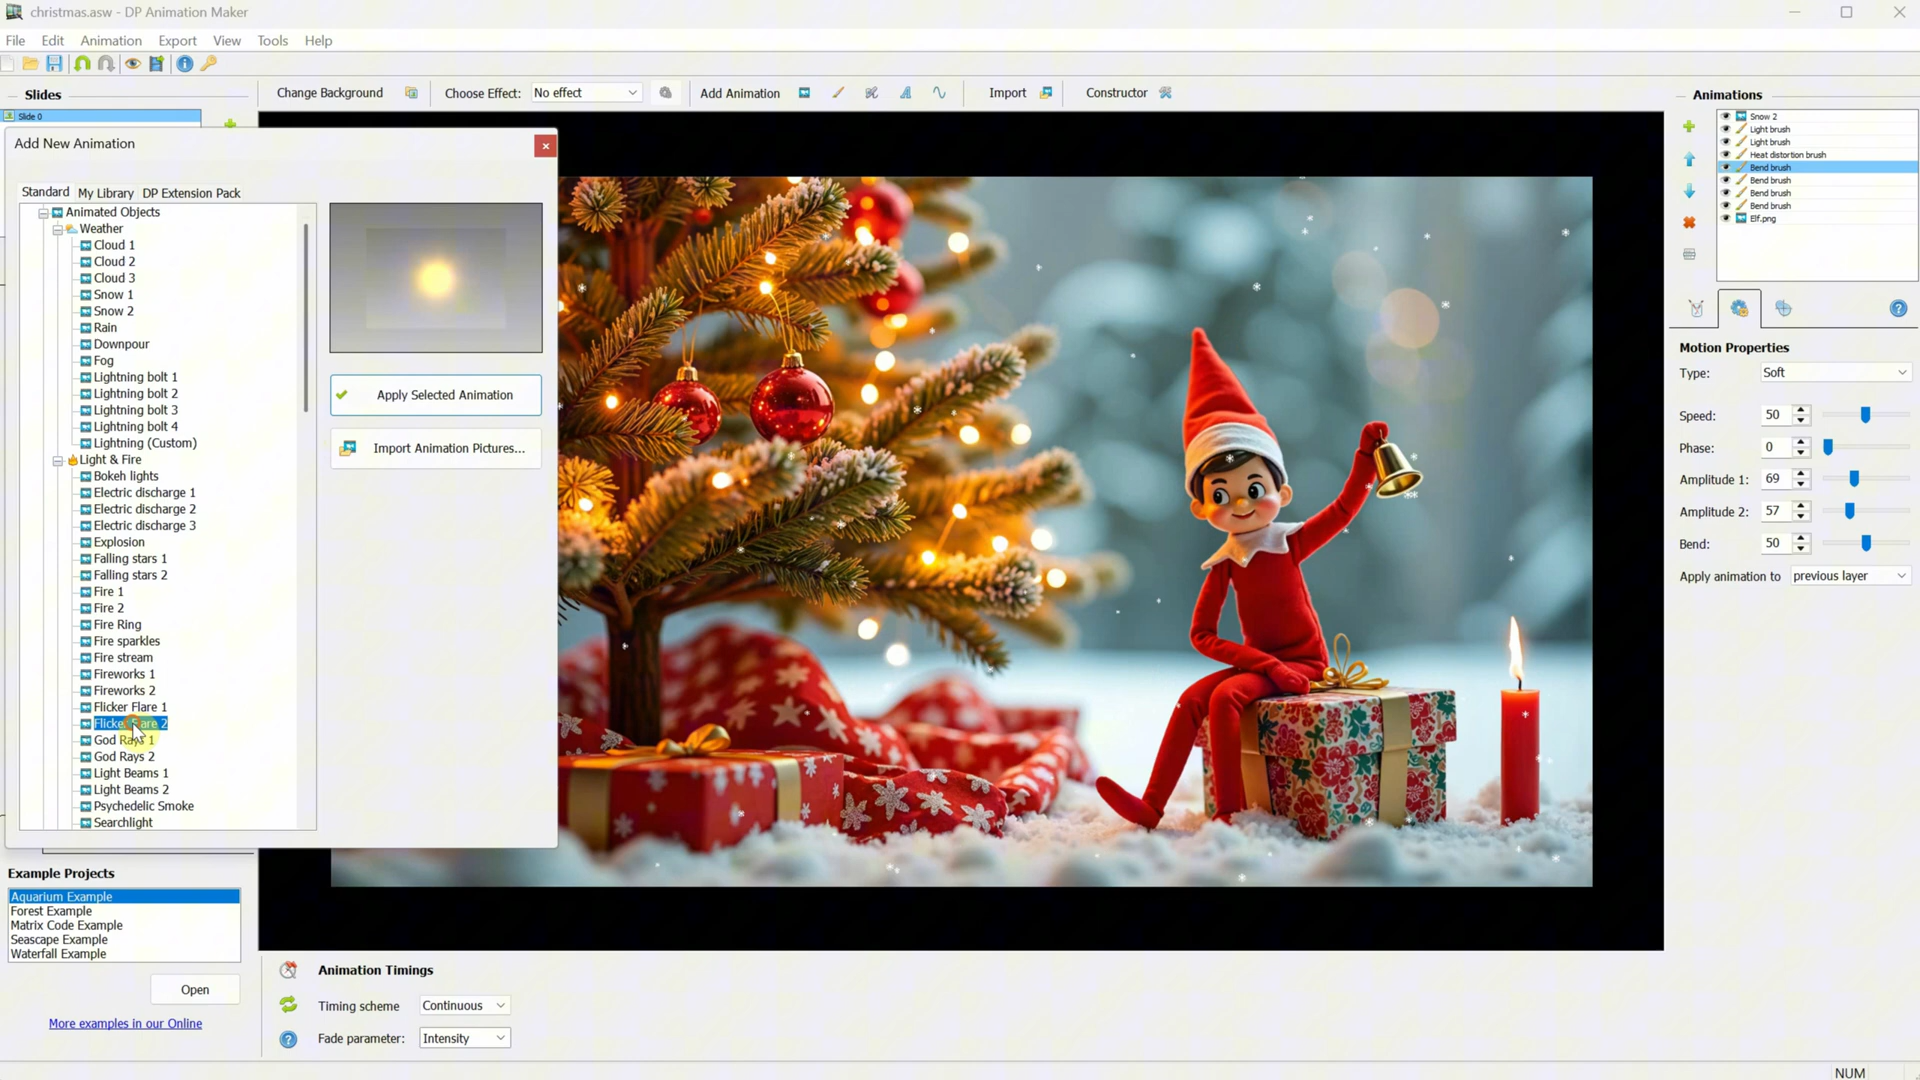 christmas.asw - DP Animation Maker
File Edit Animation Export View Tools Help
Slides
Slide 0
Change Background
Choose Effect: No effect
Add Animation
Import
Constructor
Animations
Snow 2
Light brush
Light brush
Heat distortion brush
Bend brush
Bend brush
Bend brush
Bend brush
Elf.png
Add New Animation
Standard My Library DP Extension Pack
Animated Objects
Weather
Cloud 1
Cloud 2
Cloud 3
Snow 1
Snow 2
Rain
Downpour
Fog
Lightning bolt 1
Lightning bolt 2
Lightning bolt 3
Lightning bolt 4
Lightning (Custom)
Light & Fire
Bokeh lights
Electric discharge 1
Electric discharge 2
Electric discharge 3
Explosion
Falling stars 1
Falling stars 2
Fire 1
Fire 2
Fire Ring
Fire sparkles
Fire stream
Fireworks 1
Fireworks 2
Flicker Flare 1
Flicker Flare 2
God Rays 1
God Rays 2
Light Beams 1
Light Beams 2
Psychedelic Smoke
Searchlight
Apply Selected Animation
Import Animation Pictures...
Motion Properties
Type: Soft
Speed: 50
Phase: 0
Amplitude 1: 69
Amplitude 2: 57
Bend: 50
Apply animation to previous layer
Example Projects
Aquarium Example
Forest Example
Matrix Code Example
Seascape Example
Waterfall Example
Open
More examples in our Online
Animation Timings
Timing scheme Continuous
Fade parameter: Intensity
NUM